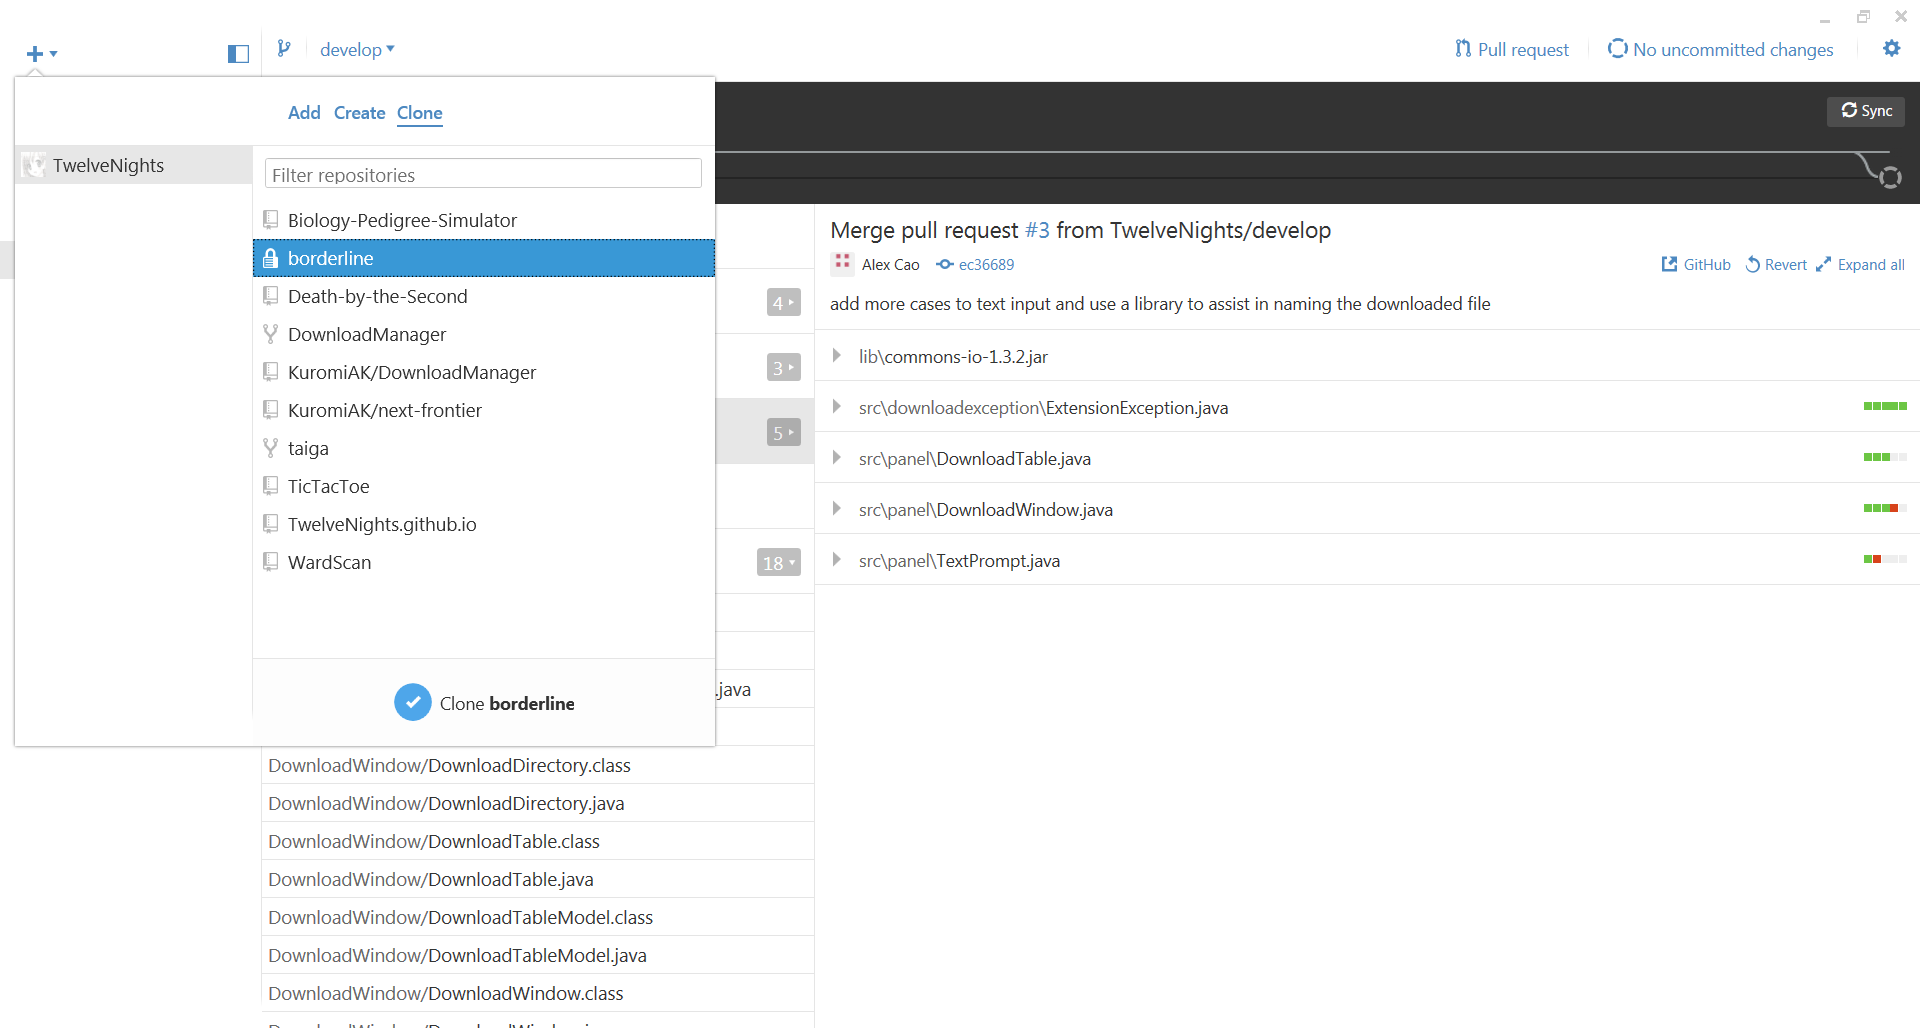 develop
Pull request
No uncommitted changes
Add Create Clone
Sync
TwelveNights
Filter repositories
Biology-Pedigree-Simulator
borderline
Death-by-the-Second
DownloadManager
KuromiAK/DownloadManager
KuromiAK/next-frontier
taiga
TicTacToe
TwelveNights.github.io
WardScan
Clone borderline
4
3
5
18
.java
DownloadWindow/DownloadDirectory.class
DownloadWindow/DownloadDirectory.java
DownloadWindow/DownloadTable.class
DownloadWindow/DownloadTable.java
DownloadWindow/DownloadTableModel.class
DownloadWindow/DownloadTableModel.java
DownloadWindow/DownloadWindow.class
Merge pull request #3 from TwelveNights/develop
Alex Cao ec36689
GitHub Revert Expand all
add more cases to text input and use a library to assist in naming the downloaded file
lib\commons-io-1.3.2.jar
src\downloadexception\ExtensionException.java
src\panel\DownloadTable.java
src\panel\DownloadWindow.java
src\panel\TextPrompt.java